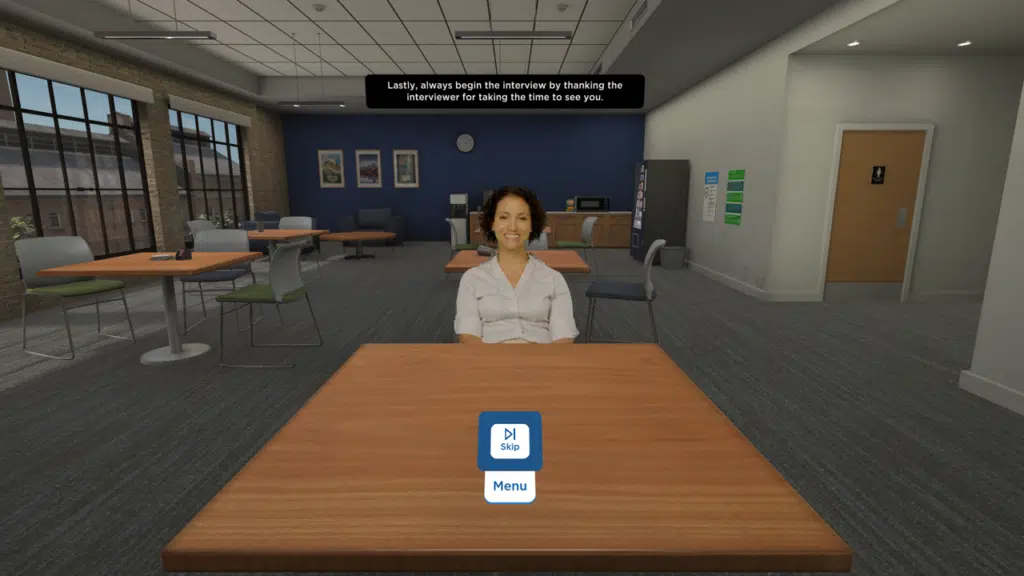 Lastly, always begin the interview by thanking the
interviewer for taking the time to see you.
Skip
Menu